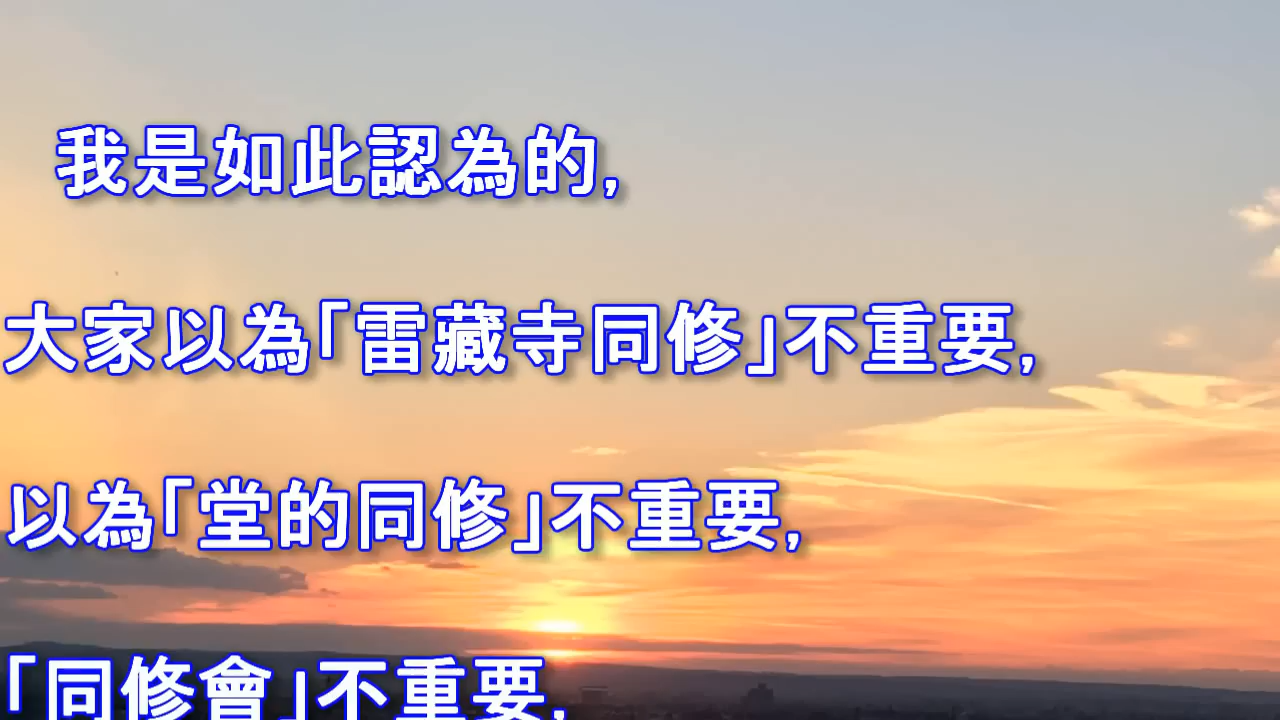 我是如此認為的,
大家以為「雷藏寺同修」不重要,
以為「堂的同修」不重要,
「同修會」不重要,